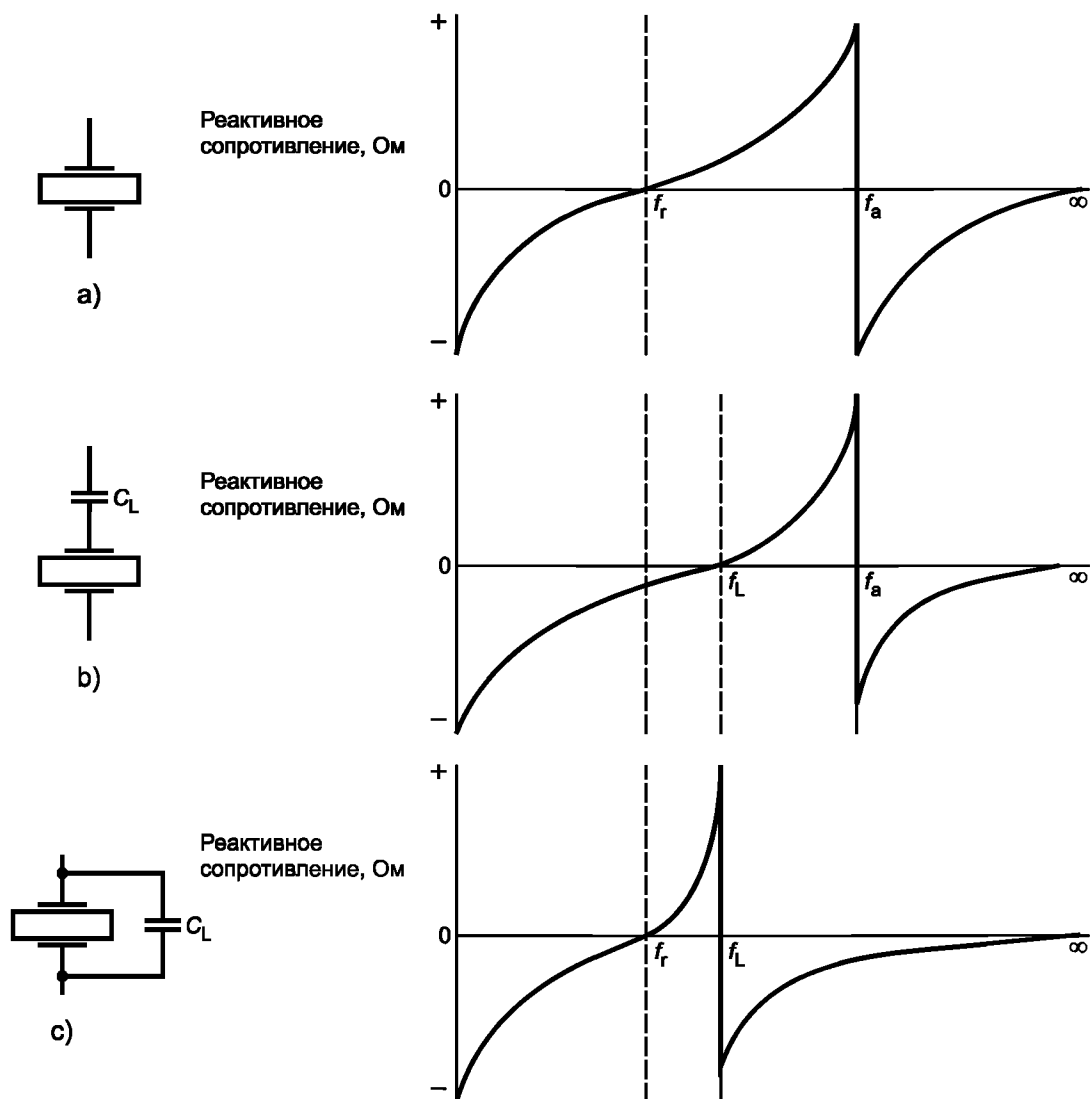 Реактивное
сопротивление, Ом
+
0
−
f_r
f_a
∞
a)
C_L
Реактивное
сопротивление, Ом
+
0
−
f_L
f_a
∞
b)
C_L
Реактивное
сопротивление, Ом
+
0
−
f_r
f_L
∞
c)